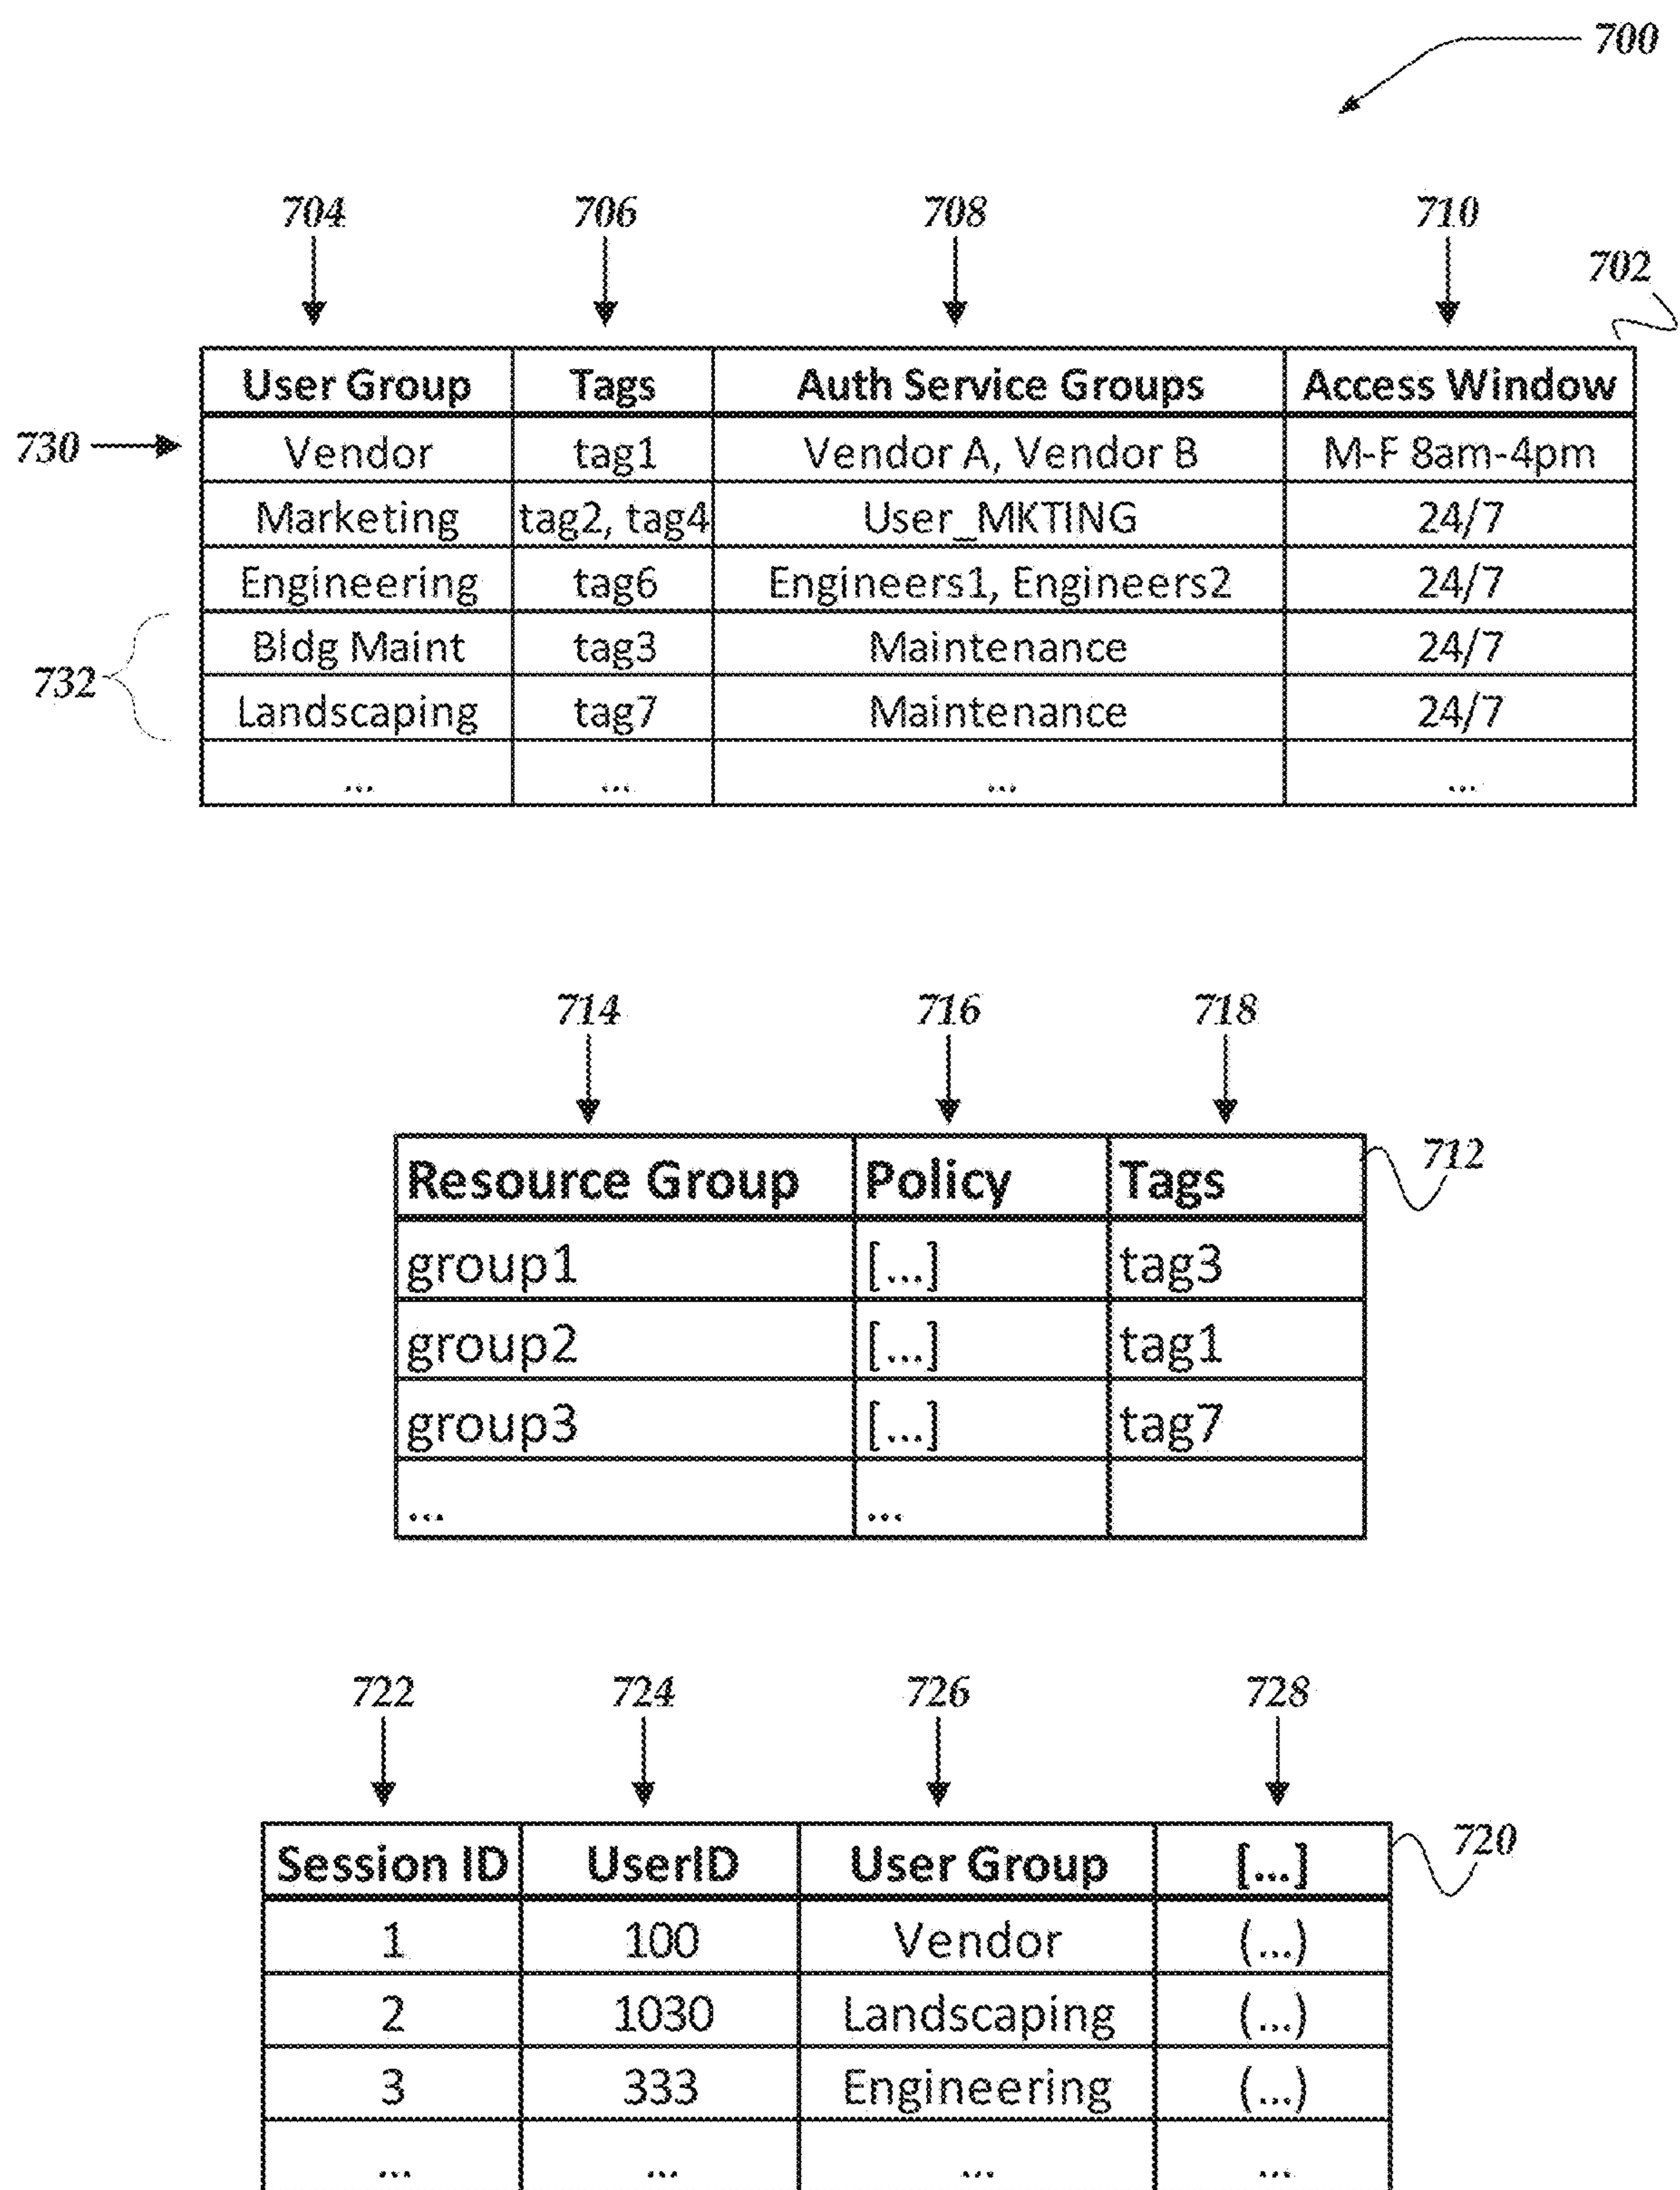 700
704 706 708 710
702
User Group Tags Auth Service Groups Access Window
730 Vendor tag1 Vendor A, Vendor B M-F 8am-4pm
Marketing tag2, tag4 User_MKTING 24/7
Engineering tag6 Engineers1, Engineers2 24/7
Bldg Maint tag3 Maintenance 24/7
732
Landscaping tag7 Maintenance 24/7
... ... ... ...
714 716 718
Resource Group Policy Tags 712
group1 [...] tag3
group2 [...] tag1
group3 [...] tag7
... ...
722 724 726 728
Session ID UserID User Group [...] 720
1 100 Vendor (...)
2 1030 Landscaping (...)
3 333 Engineering (...)
... ... ... ...